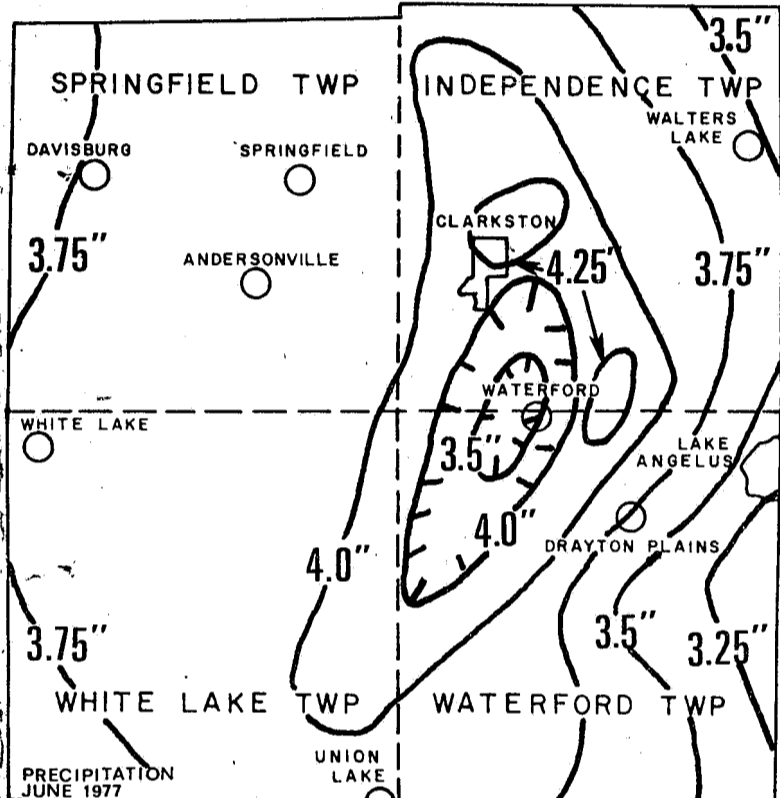 3.5"
SPRINGFIELD TWP
INDEPENDENCE TWP
WALTERS
LAKE
DAVISBURG
SPRINGFIELD
CLARKSTON
3.75"
ANDERSONVILLE
4.25"
3.75"
WATERFORD
WHITE LAKE
3.5"
LAKE
ANGELUS
4.0"
DRAYTON PLAINS
4.0"
3.75"
3.5"
3.25"
WHITE LAKE TWP
WATERFORD TWP
UNION
LAKE
PRECIPITATION
JUNE 1977